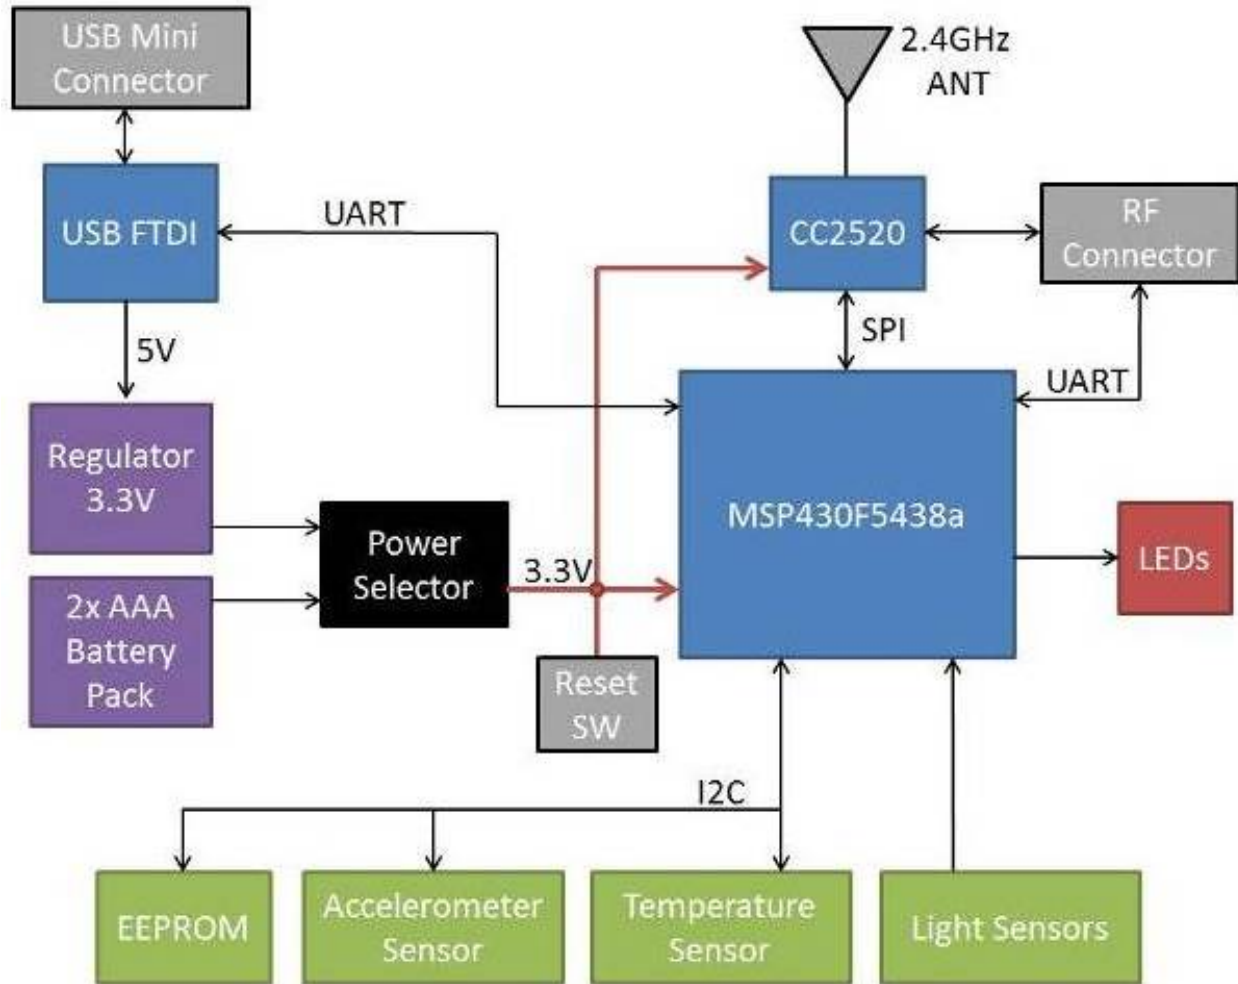 USB Mini
Connector
2.4GHz
ANT
USB FTDI
UART
CC2520
RF
Connector
5V
SPI
UART
Regulator
3.3V
MSP430F5438a
Power
Selector
3.3V
LEDs
2x AAA
Battery
Pack
Reset
SW
I2C
EEPROM
Accelerometer
Sensor
Temperature
Sensor
Light Sensors